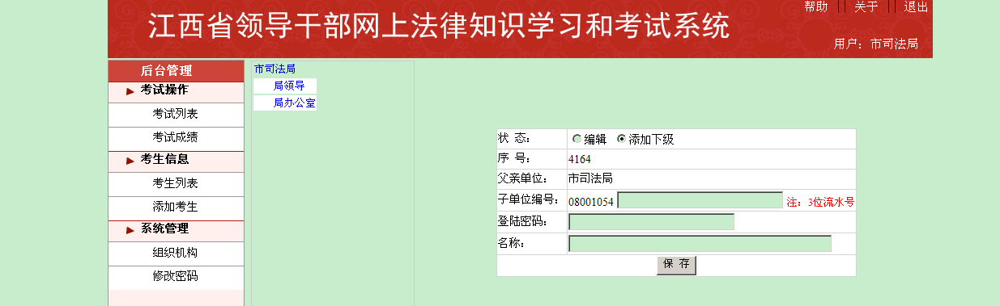 江西省领导干部网上法律知识学习和考试系统
帮助 关于 退出
用户：市司法局
后台管理
考试操作
考试列表
考试成绩
考生信息
考生列表
添加考生
系统管理
组织机构
修改密码
市司法局
局领导
局办公室
状 态： 编辑 添加下级
序 号： 4164
父亲单位： 市司法局
子单位编号： 08001054 注：3位流水号
登陆密码：
名称：
保 存